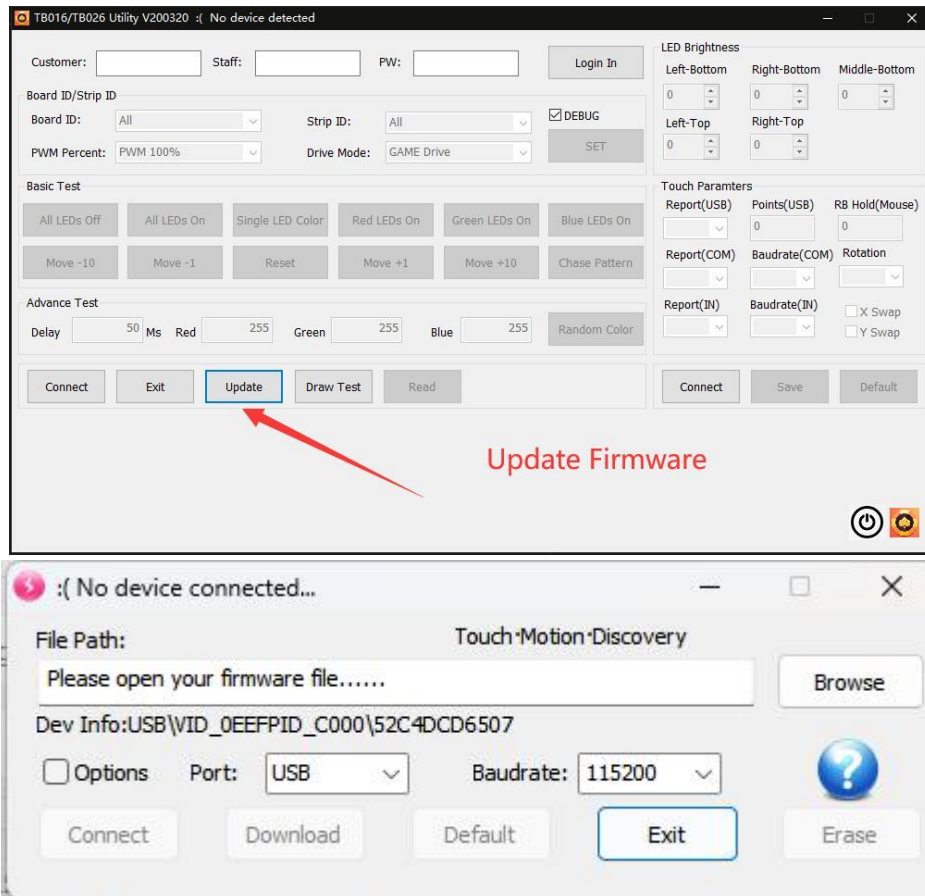 TB016/TB026 Utility V200320 :( No device detected
Customer: Staff: PW: Login In
Board ID/Strip ID
Board ID: All Strip ID: All DEBUG
PWM Percent: PWM 100% Drive Mode: GAME Drive SET
Basic Test
All LEDs Off All LEDs On Single LED Color Red LEDs On Green LEDs On Blue LEDs On
Move -10 Move -1 Reset Move +1 Move +10 Chase Pattern
Advance Test
Delay 50 Ms Red 255 Green 255 Blue 255 Random Color
Connect Exit Update Draw Test Read
LED Brightness
Left-Bottom Right-Bottom Middle-Bottom
0 0 0
Left-Top Right-Top
0 0
Touch Paramters
Report(USB) Points(USB) RB Hold(Mouse)
0 0
Report(COM) Baudrate(COM) Rotation
Report(IN) Baudrate(IN) X Swap
Y Swap
Connect Save Default
Update Firmware
:( No device connected...
File Path: Touch·Motion·Discovery
Please open your firmware file...... Browse
Dev Info:USB\VID_0EEFPID_C000\52C4DCD6507
Options Port: USB Baudrate: 115200
Connect Download Default Exit Erase